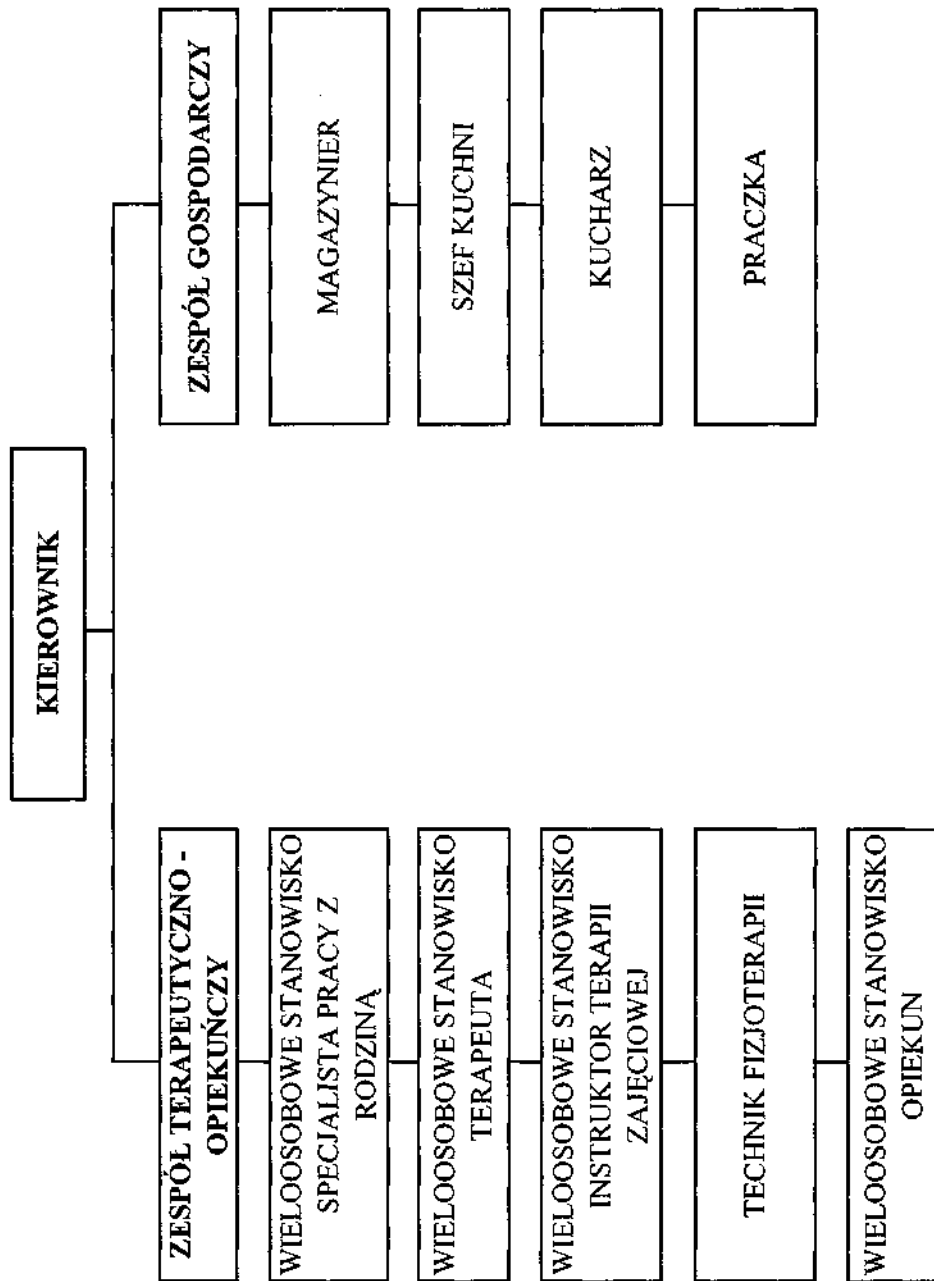 KIEROWNIK
ZESPÓŁ TERAPEUTYCZNO -
OPIEKUŃCZY
WIELOOSOBOWE STANOWISKO
SPECJALISTA PRACY Z
RODZINĄ
WIELOOSOBOWE STANOWISKO
TERAPEUTA
WIELOOSOBOWE STANOWISKO
INSTRUKTOR TERAPII
ZAJĘCIOWEJ
TECHNIK FIZJOTERAPII
WIELOOSOBOWE STANOWISKO
OPIEKUN
ZESPÓŁ GOSPODARCZY
MAGAZYNIER
SZEF KUCHNI
KUCHARZ
PRACZKA